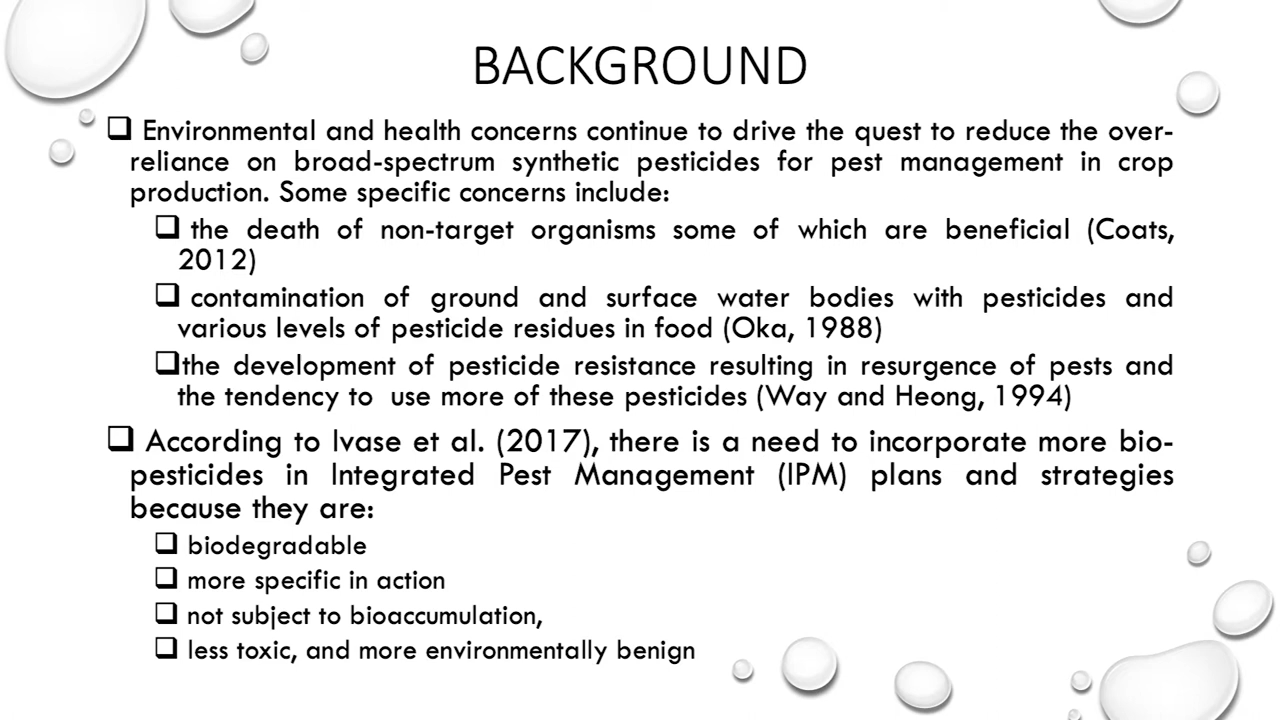 BACKGROUND
❑ Environmental and health concerns continue to drive the quest to reduce the over-
reliance on broad-spectrum synthetic pesticides for pest management in crop
production. Some specific concerns include:
❑ the death of non-target organisms some of which are beneficial (Coats,
2012)
❑ contamination of ground and surface water bodies with pesticides and
various levels of pesticide residues in food (Oka, 1988)
❑the development of pesticide resistance resulting in resurgence of pests and
the tendency to use more of these pesticides (Way and Heong, 1994)
❑ According to Ivase et al. (2017), there is a need to incorporate more bio-
pesticides in Integrated Pest Management (IPM) plans and strategies
because they are:
❑ biodegradable
❑ more specific in action
❑ not subject to bioaccumulation,
❑ less toxic, and more environmentally benign